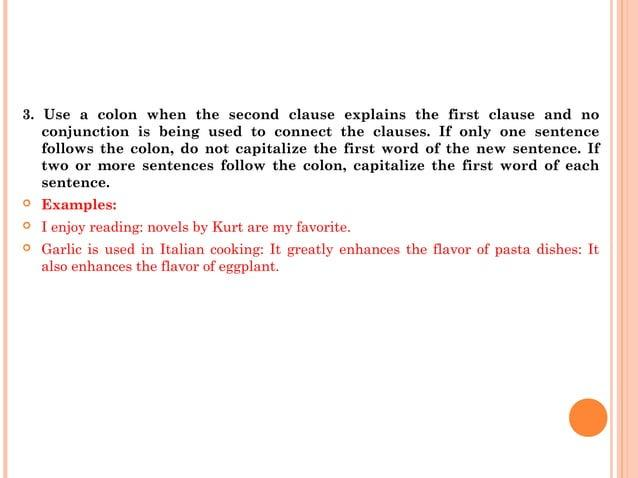 3. Use a colon when the second clause explains the first clause and no
conjunction is being used to connect the clauses. If only one sentence
follows the colon, do not capitalize the first word of the new sentence. If
two or more sentences follow the colon, capitalize the first word of each
sentence.
Examples:
I enjoy reading: novels by Kurt are my favorite.
Garlic is used in Italian cooking: It greatly enhances the flavor of pasta dishes: It
also enhances the flavor of eggplant.